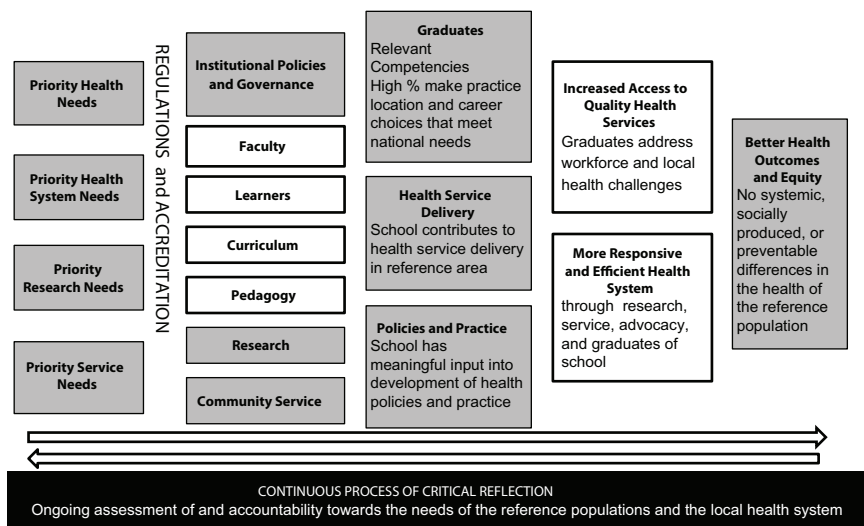 Priority Health
Needs
Priority Health
System Needs
Priority
Research Needs
Priority Service
Needs
REGULATIONS and ACCREDITATION
Institutional Policies
and Governance
Faculty
Learners
Curriculum
Pedagogy
Research
Community Service
Graduates
Relevant
Competencies
High % make practice
location and career
choices that meet
national needs
Health Service
Delivery
School contributes to
health service delivery
in reference area
Policies and Practice
School has
meaningful input into
development of health
policies and practice
Increased Access to
Quality Health
Services
Graduates address
workforce and local
health challenges
More Responsive
and Efficient Health
System
through research,
service, advocacy,
and graduates of
school
Better Health
Outcomes
and Equity
No systemic,
socially
produced, or
preventable
differences in
the health of
the reference
population
CONTINUOUS PROCESS OF CRITICAL REFLECTION
Ongoing assessment of and accountability towards the needs of the reference populations and the local health system